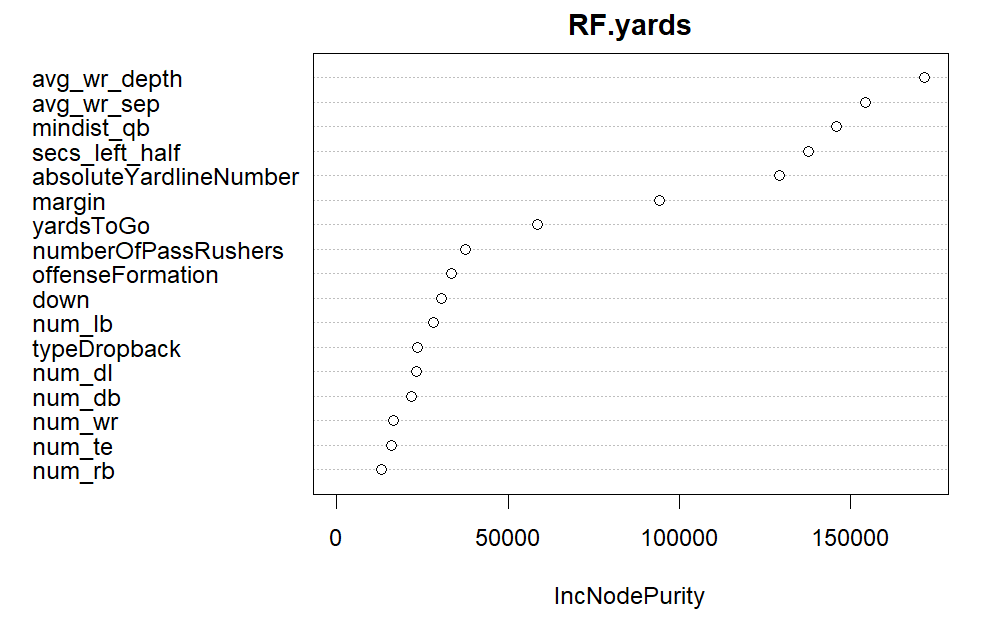 RF.yards
avg_wr_depth
avg_wr_sep
mindist_qb
secs_left_half
absoluteYardlineNumber
margin
yardsToGo
numberOfPassRushers
offenseFormation
down
num_lb
typeDropback
num_dl
num_db
num_wr
num_te
num_rb
0 50000 100000 150000
IncNodePurity